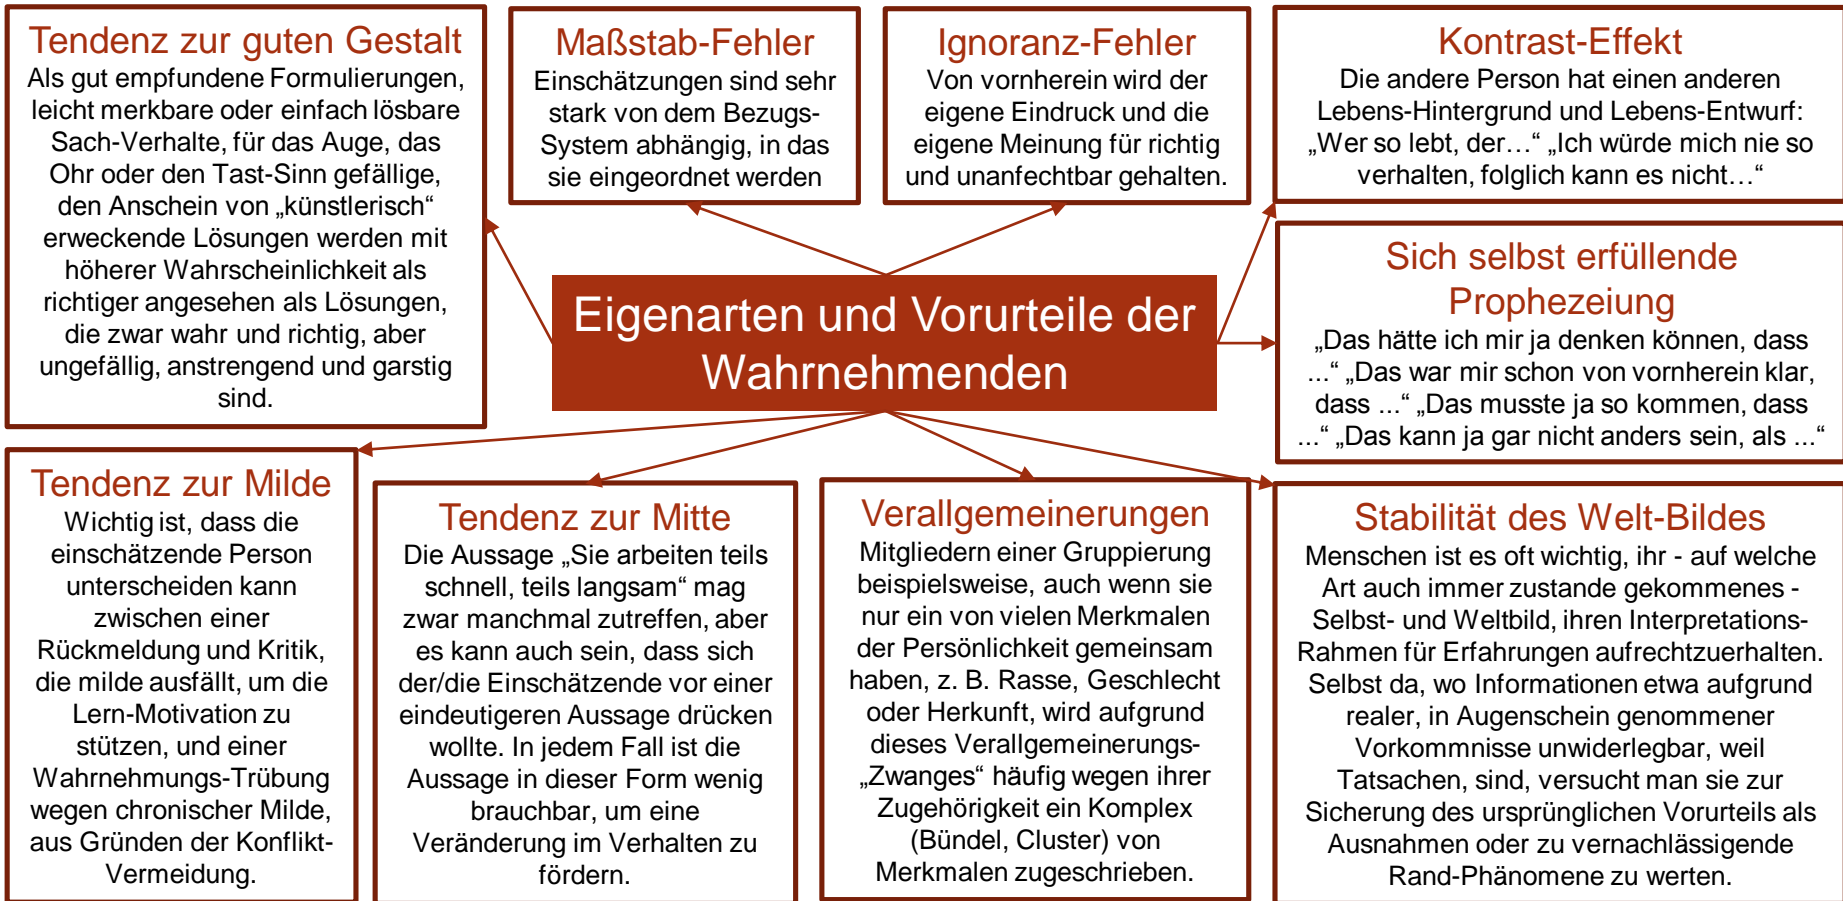 Tendenz zur guten Gestalt
Als gut empfundene Formulierungen,
leicht merkbare oder einfach lösbare
Sach-Verhalte, für das Auge, das
Ohr oder den Tast-Sinn gefällige,
den Anschein von „künstlerisch“
erweckende Lösungen werden mit
höherer Wahrscheinlichkeit als
richtiger angesehen als Lösungen,
die zwar wahr und richtig, aber
ungefällig, anstrengend und garstig
sind.
Maßstab-Fehler
Einschätzungen sind sehr
stark von dem Bezugs-
System abhängig, in das
sie eingeordnet werden
Ignoranz-Fehler
Von vornherein wird der
eigene Eindruck und die
eigene Meinung für richtig
und unanfechtbar gehalten.
Kontrast-Effekt
Die andere Person hat einen anderen
Lebens-Hintergrund und Lebens-Entwurf:
„Wer so lebt, der…“ „Ich würde mich nie so
verhalten, folglich kann es nicht…“
Eigenarten und Vorurteile der
Wahrnehmenden
Sich selbst erfüllende
Prophezeiung
„Das hätte ich mir ja denken können, dass
...“ „Das war mir schon von vornherein klar,
dass ...“ „Das musste ja so kommen, dass
...“ „Das kann ja gar nicht anders sein, als ...“
Tendenz zur Milde
Wichtig ist, dass die
einschätzende Person
unterscheiden kann
zwischen einer
Rückmeldung und Kritik,
die milde ausfällt, um die
Lern-Motivation zu
stützen, und einer
Wahrnehmungs-Trübung
wegen chronischer Milde,
aus Gründen der Konflikt-
Vermeidung.
Tendenz zur Mitte
Die Aussage „Sie arbeiten teils
schnell, teils langsam“ mag
zwar manchmal zutreffen, aber
es kann auch sein, dass sich
der/die Einschätzende vor einer
eindeutigeren Aussage drücken
wollte. In jedem Fall ist die
Aussage in dieser Form wenig
brauchbar, um eine
Veränderung im Verhalten zu
fördern.
Verallgemeinerungen
Mitgliedern einer Gruppierung
beispielsweise, auch wenn sie
nur ein von vielen Merkmalen
der Persönlichkeit gemeinsam
haben, z. B. Rasse, Geschlecht
oder Herkunft, wird aufgrund
dieses Verallgemeinerungs-
„Zwanges“ häufig wegen ihrer
Zugehörigkeit ein Komplex
(Bündel, Cluster) von
Merkmalen zugeschrieben.
Stabilität des Welt-Bildes
Menschen ist es oft wichtig, ihr - auf welche
Art auch immer zustande gekommenes -
Selbst- und Weltbild, ihren Interpretations-
Rahmen für Erfahrungen aufrechtzuerhalten.
Selbst da, wo Informationen etwa aufgrund
realer, in Augenschein genommener
Vorkommnisse unwiderlegbar, weil
Tatsachen, sind, versucht man sie zur
Sicherung des ursprünglichen Vorurteils als
Ausnahmen oder zu vernachlässigende
Rand-Phänomene zu werten.